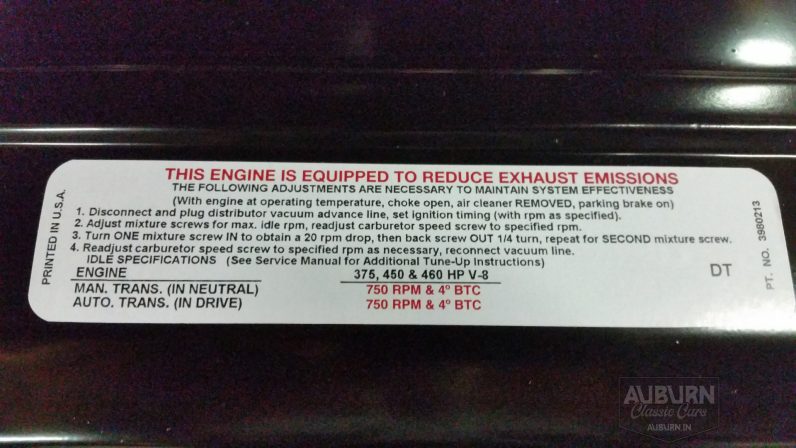 THIS ENGINE IS EQUIPPED TO REDUCE EXHAUST EMISSIONS
THE FOLLOWING ADJUSTMENTS ARE NECESSARY TO MAINTAIN SYSTEM EFFECTIVENESS
(With engine at operating temperature, choke open, air cleaner REMOVED, parking brake on)
1. Disconnect and plug distributor vacuum advance line, set ignition timing (with rpm as specified).
2. Adjust mixture screws for max. idle rpm, readjust carburetor speed screw to specified rpm.
3. Turn ONE mixture screw IN to obtain a 20 rpm drop, then back screw OUT 1/4 turn, repeat for SECOND mixture screw.
4. Readjust carburetor speed screw to specified rpm as necessary, reconnect vacuum line.
IDLE SPECIFICATIONS (See Service Manual for Additional Tune-Up Instructions)
ENGINE 375, 450 & 460 HP V-8
MAN. TRANS. (IN NEUTRAL) 750 RPM & 4º BTC
AUTO. TRANS. (IN DRIVE) 750 RPM & 4º BTC
DT
PRINTED IN U.S.A.
PT. NO. 3980213
AUBURN
Classic Cars
AUBURN.IN